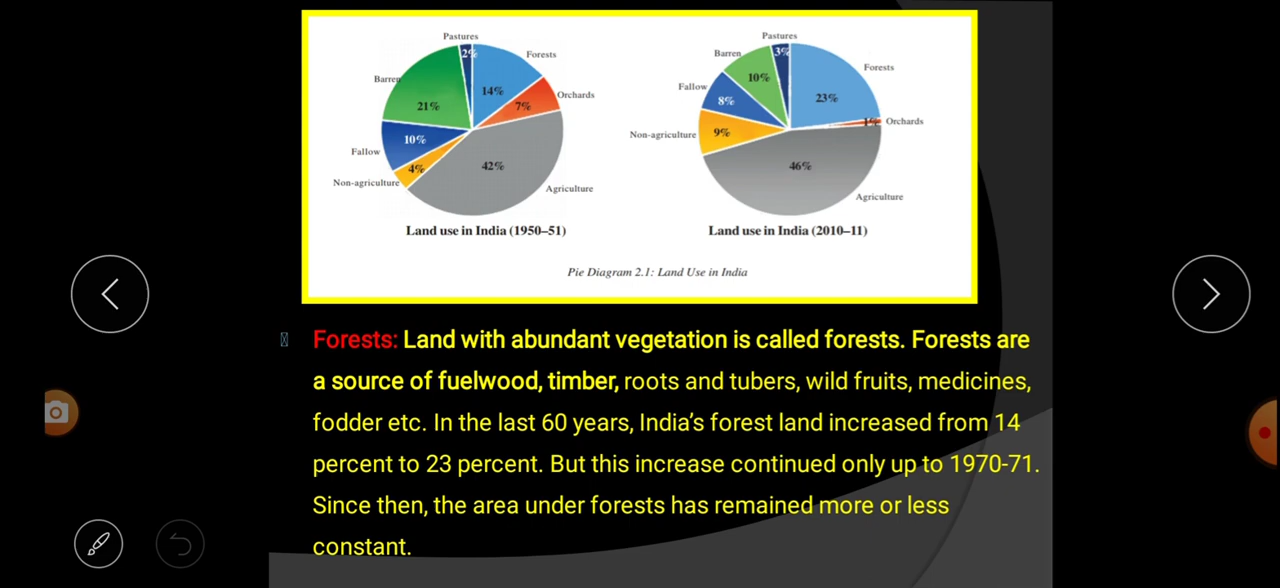 Pastures
2%
Forests
14%
Orchards
7%
Barren
21%
Fallow
10%
Non-agriculture
4%
42%
Agriculture
Land use in India (1950–51)
Pastures
3%
Barren
10%
Forests
23%
Fallow
8%
1%
Orchards
Non-agriculture
9%
46%
Agriculture
Land use in India (2010–11)
Pie Diagram 2.1: Land Use in India
Forests: Land with abundant vegetation is called forests. Forests are
a source of fuelwood, timber, roots and tubers, wild fruits, medicines,
fodder etc. In the last 60 years, India’s forest land increased from 14
percent to 23 percent. But this increase continued only up to 1970-71.
Since then, the area under forests has remained more or less
constant.